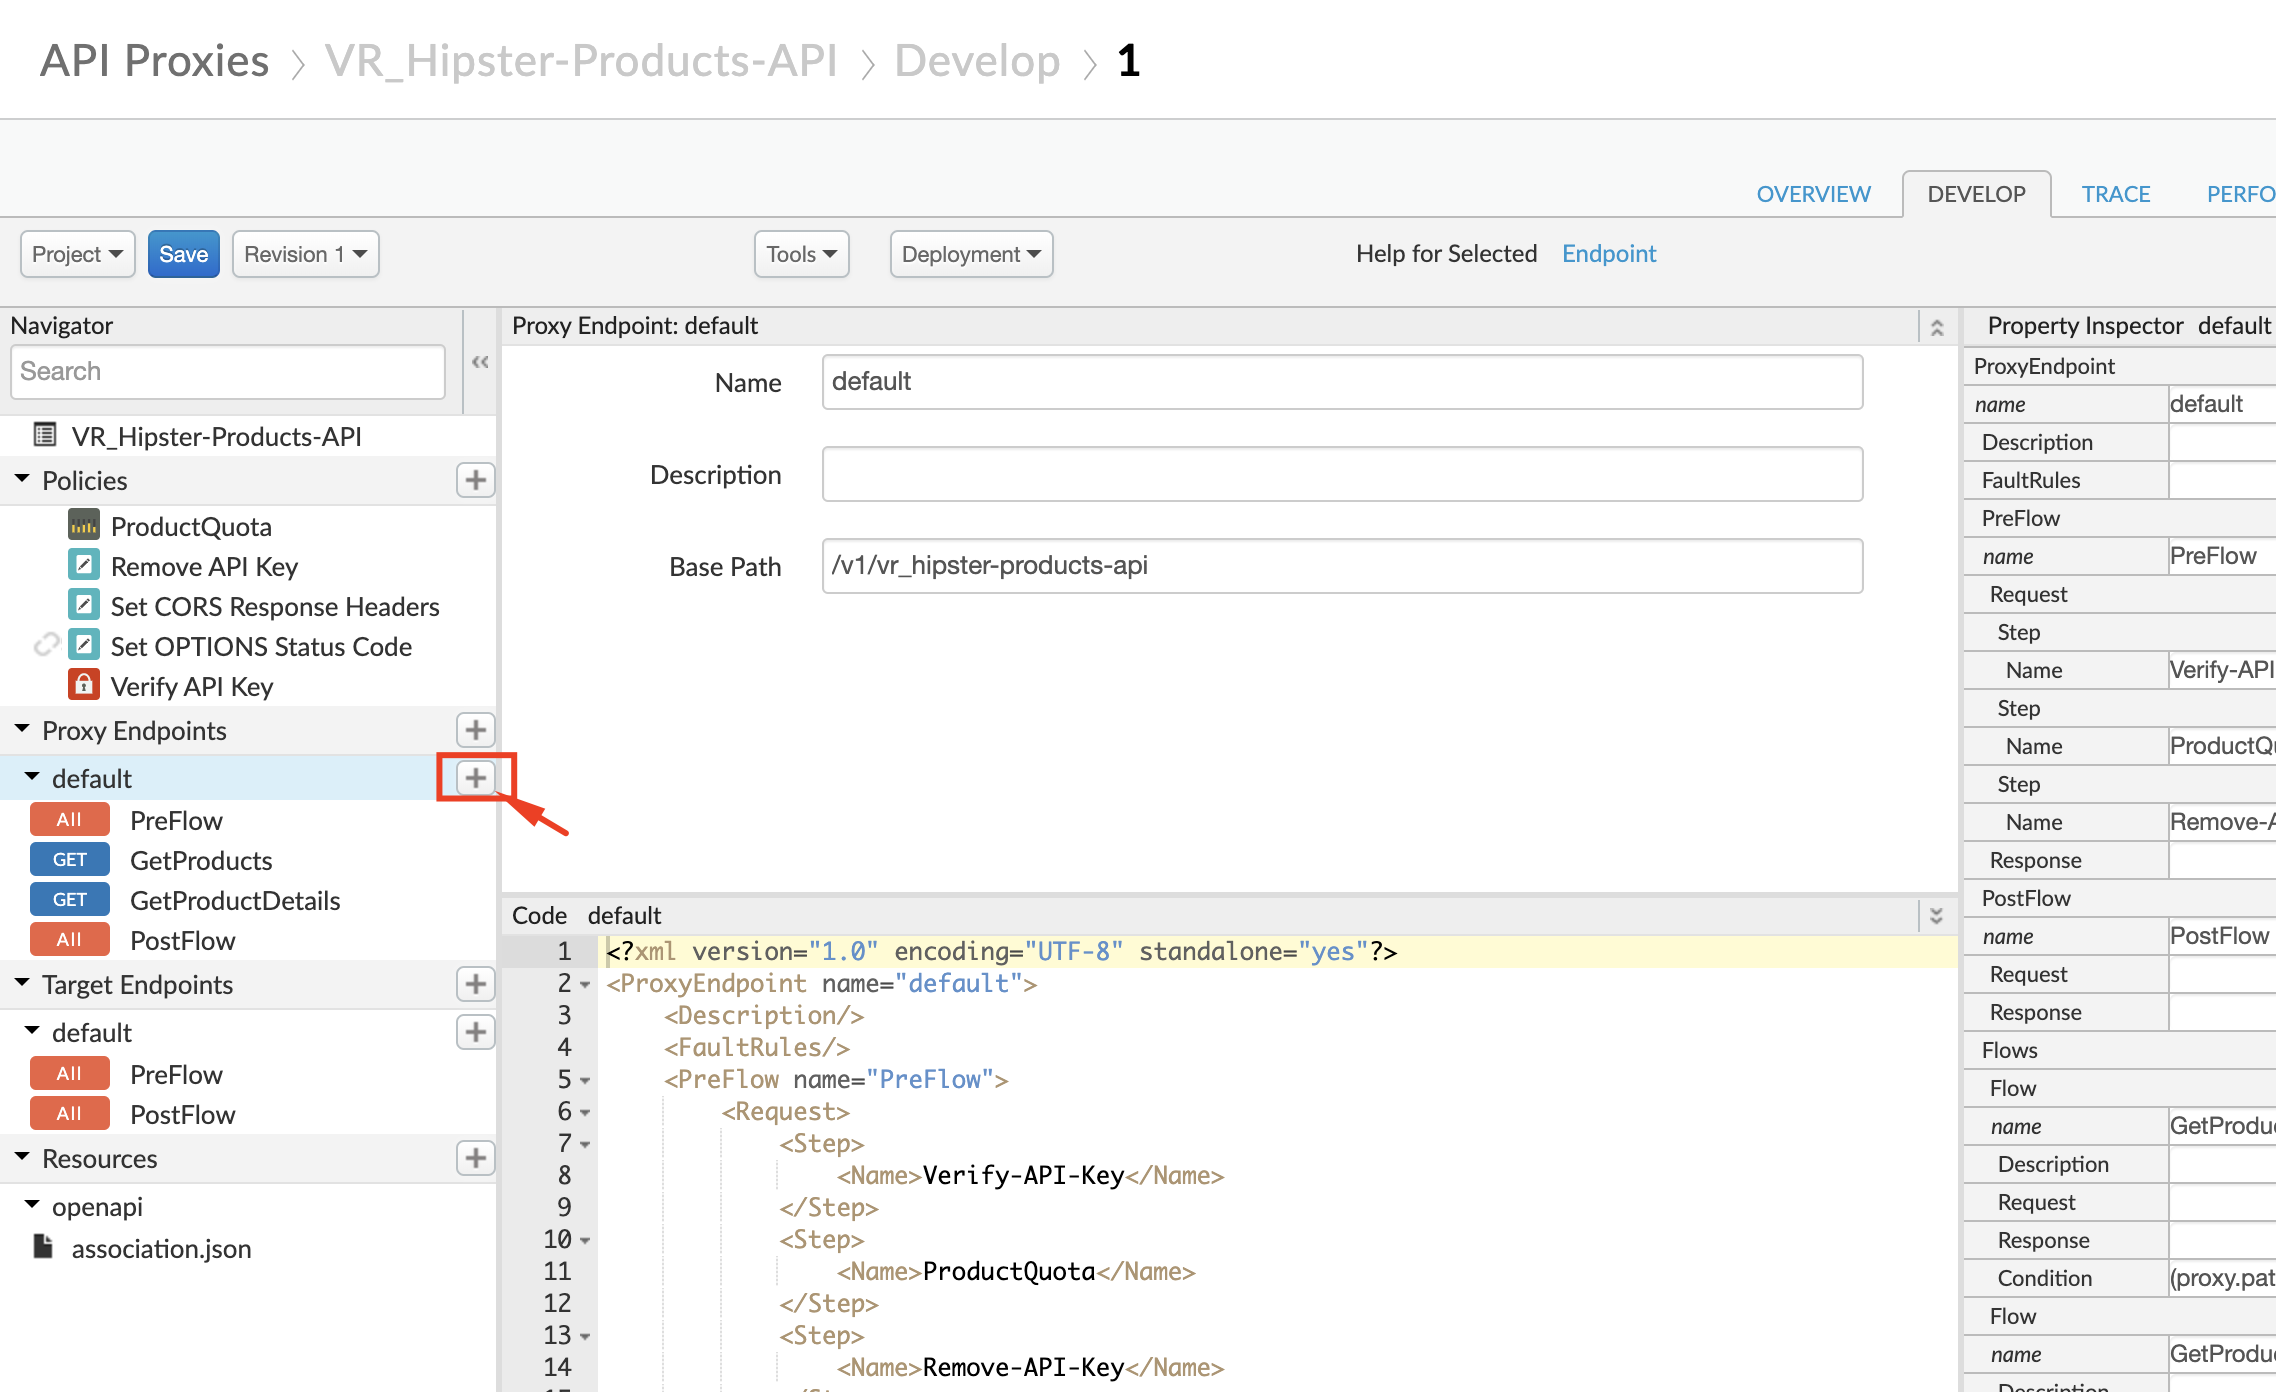 API Proxies > VR_Hipster-Products-API > Develop > 1
OVERVIEW DEVELOP TRACE PERFO
Project Save Revision 1 Tools Deployment Help for Selected Endpoint
Navigator
Search
VR_Hipster-Products-API
Policies
ProductQuota
Remove API Key
Set CORS Response Headers
Set OPTIONS Status Code
Verify API Key
Proxy Endpoints
default
All PreFlow
GET GetProducts
GET GetProductDetails
All PostFlow
Target Endpoints
default
All PreFlow
All PostFlow
Resources
openapi
association.json
Proxy Endpoint: default
Name default
Description
Base Path /v1/vr_hipster-products-api
Code default
1 <?xml version="1.0" encoding="UTF-8" standalone="yes"?>
2 <ProxyEndpoint name="default">
3 <Description/>
4 <FaultRules/>
5 <PreFlow name="PreFlow">
6 <Request>
7 <Step>
8 <Name>Verify-API-Key</Name>
9 </Step>
10 <Step>
11 <Name>ProductQuota</Name>
12 </Step>
13 <Step>
14 <Name>Remove-API-Key</Name>
Property Inspector default
ProxyEndpoint
name default
Description
FaultRules
PreFlow
name PreFlow
Request
Step
Name Verify-API
Step
Name ProductQu
Step
Name Remove-A
Response
PostFlow
name PostFlow
Request
Response
Flows
Flow
name GetProduc
Description
Request
Response
Condition (proxy.pat
Flow
name GetProduc
Description